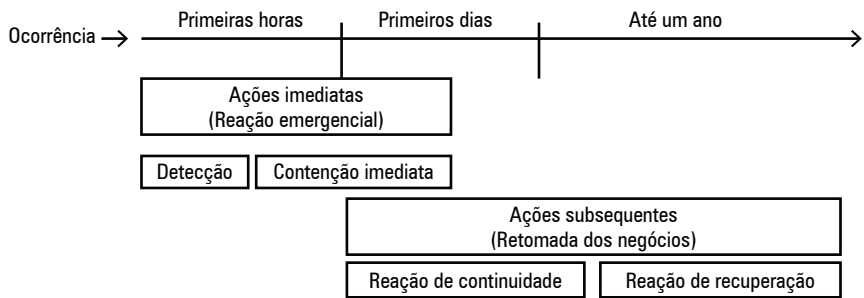 Primeiras horas
Primeiros dias
Até um ano
Ocorrência
Ações imediatas
(Reação emergencial)
Detecção
Contenção imediata
Ações subsequentes
(Retomada dos negócios)
Reação de continuidade
Reação de recuperação